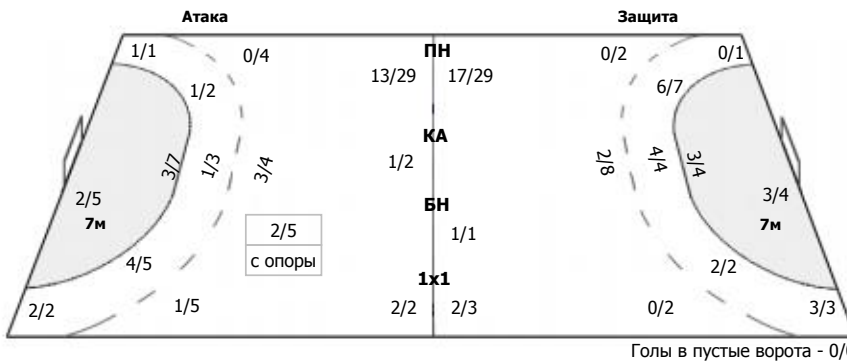 Атака Защита
1/1 0/4 ПН 0/2 0/1
13/29 17/29
1/2 6/7
КА
3/7 1/3 3/4 1/2 2/8 4/4 3/4
2/5 3/4
7м БН 7м
2/5 1/1
с опоры
4/5 2/2
1х1
2/2 1/5 2/2 2/3 0/2 3/3
Голы в пустые ворота - 0/